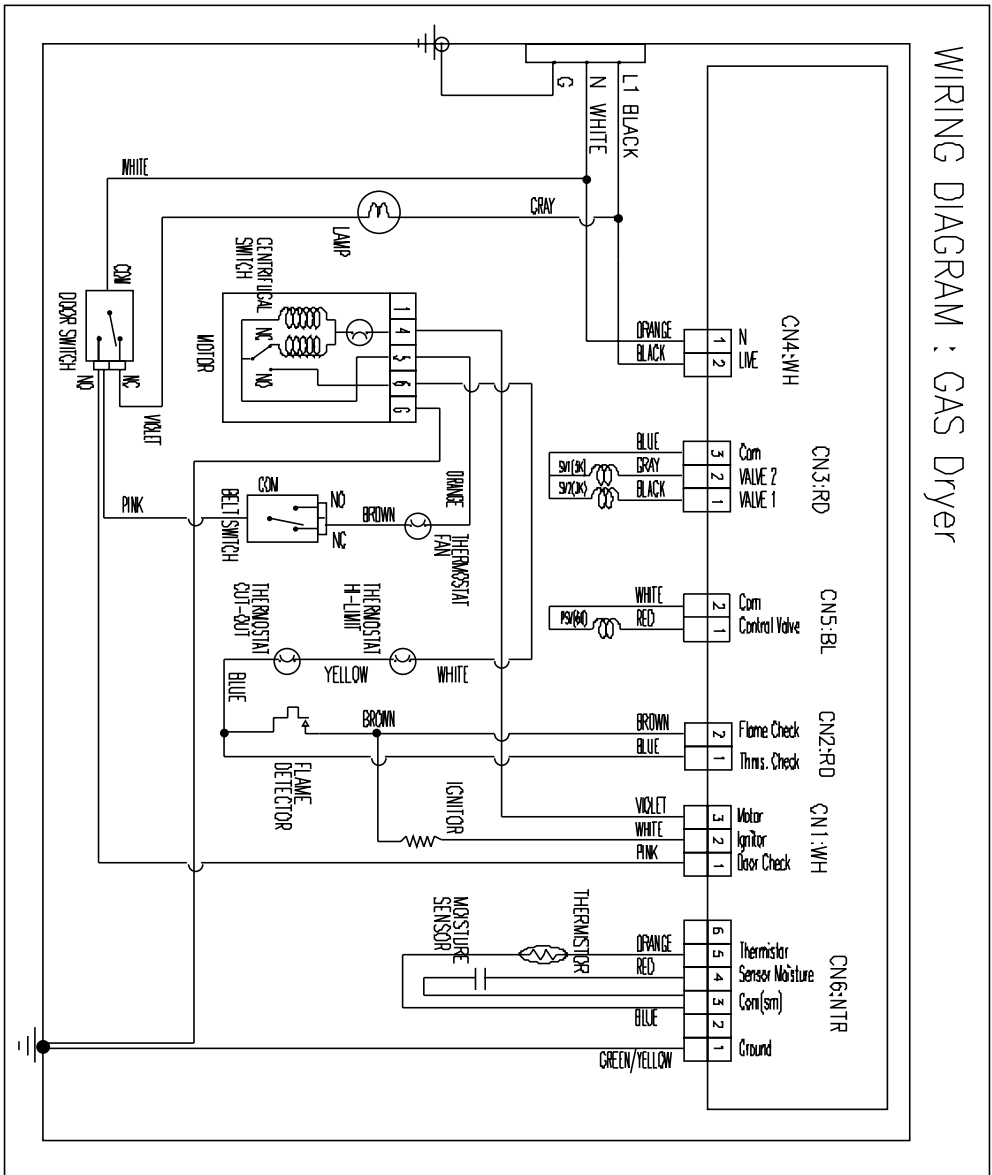 WIRING DIAGRAM : GAS Dryer
L1 BLACK
N WHITE
G
WHITE
GRAY
LAMP
COM
DOOR SWITCH
NO
NC
VIOLET
PINK
CENTRIFUGAL
SWITCH
NC
NO
MOTOR
1
4
5
6
G
ORANGE
COM
BELT SWITCH
NO
NC
BROWN
THERMOSTAT
FAN
THERMOSTAT
HI-LIMIT
THERMOSTAT
CUT-OUT
YELLOW
WHITE
BLUE
BROWN
FLAME
DETECTOR
IGNITOR
THERMISTOR
MOISTURE
SENSOR
CN4:WH
ORANGE 1 N
BLACK 2 LIVE
CN3:RD
BLUE 3 Com
GRAY 2 VALVE 2
BLACK 1 VALVE 1
CN5:BL
WHITE 2 Com
RED 1 Control Valve
CN2:RD
BROWN 2 Flame Check
BLUE 1 Thms. Check
CN1:WH
VIOLET 3 Motor
WHITE 2 Ignitor
PINK 1 Door Check
CN6:NTR
6
ORANGE 5 Thermistor
RED 4 Sensor Moisture
3 Com(sm)
BLUE
2
1 Ground
GREEN/YELLOW